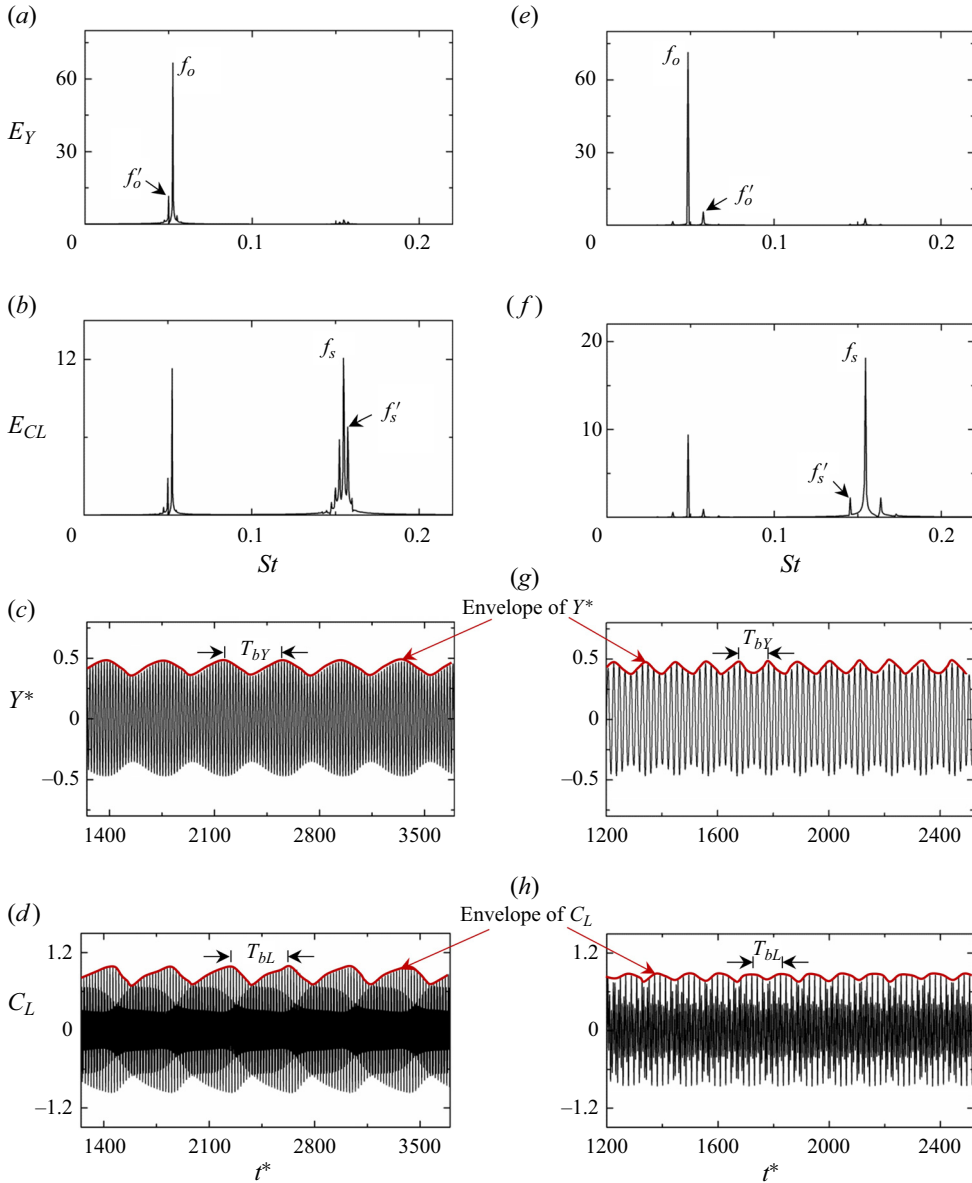 (a)
(e)
60
30
0
0.1
0.2
E_Y
f_o
f_o′
60
30
0
0.1
0.2
f_o
f_o′
(b)
(f)
12
E_CL
f_s
f_s′
0
0.1
0.2
St
20
10
f_s
f_s′
0
0.1
0.2
St
(c)
(g)
Envelope of Y*
T_bY
T_bY
Y*
0.5
0
−0.5
1400
2100
2800
3500
0.5
0
−0.5
1200
1600
2000
2400
(d)
(h)
Envelope of C_L
T_bL
T_bL
C_L
1.2
0
−1.2
1400
2100
2800
3500
t*
1.2
0
−1.2
1200
1600
2000
2400
t*